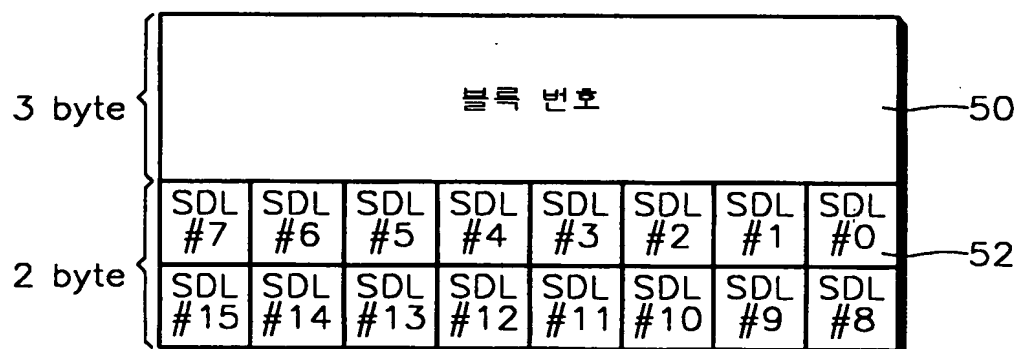 3 byte
블록 번호
50
SDL #7 SDL #6 SDL #5 SDL #4 SDL #3 SDL #2 SDL #1 SDL #0
52
2 byte
SDL #15 SDL #14 SDL #13 SDL #12 SDL #11 SDL #10 SDL #9 SDL #8